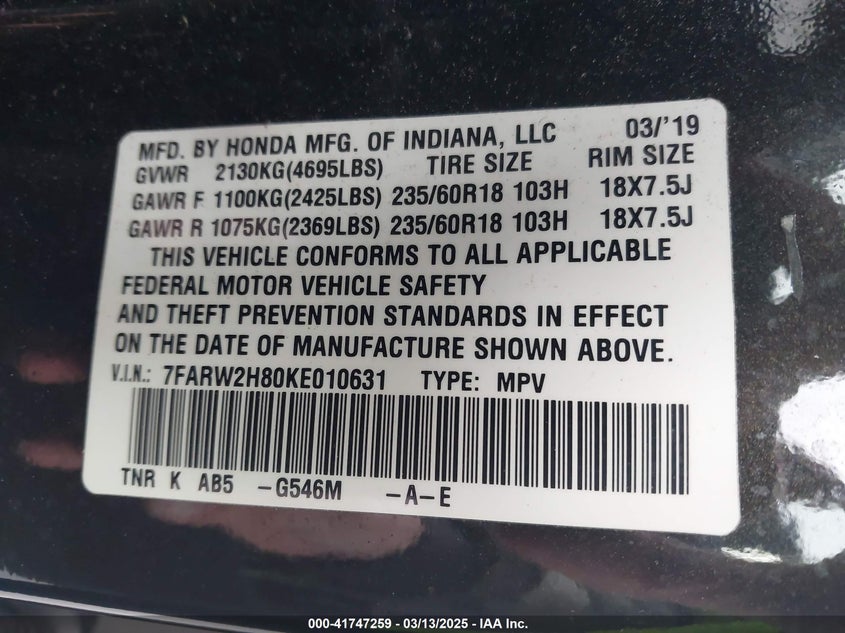 MFD. BY HONDA MFG. OF INDIANA, LLC 03/'19
GVWR 2130KG(4695LBS) TIRE SIZE RIM SIZE
GAWR F 1100KG(2425LBS) 235/60R18 103H 18X7.5J
GAWR R 1075KG(2369LBS) 235/60R18 103H 18X7.5J
THIS VEHICLE CONFORMS TO ALL APPLICABLE
FEDERAL MOTOR VEHICLE SAFETY
AND THEFT PREVENTION STANDARDS IN EFFECT
ON THE DATE OF MANUFACTURE SHOWN ABOVE.
V.I.N.: 7FARW2H80KE010631 TYPE: MPV
TNR K AB5 -G546M -A-E
000-41747259 - 03/13/2025 - IAA Inc.